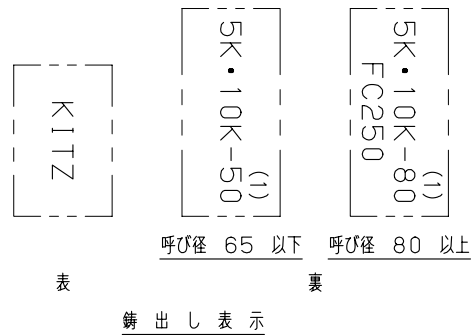 KITZ
5K・10K-50
(1)
5K・10K-80
(1)
FC250
呼び径 65 以下
呼び径 80 以上
表
裏
鋳出し表示